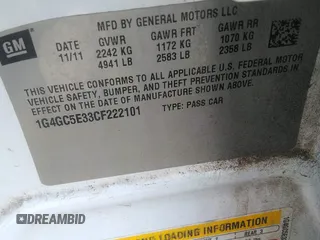 GM
MFD BY GENERAL MOTORS LLC
DATE GVWR GAWR FRT GAWR RR
11/11 2242 KG 1172 KG 1070 KG
4941 LB 2583 LB 2358 LB
THIS VEHICLE CONFORMS TO ALL APPLICABLE U.S. FEDERAL MOTOR
VEHICLE SAFETY, BUMPER, AND THEFT PREVENTION STANDARDS IN
EFFECT ON THE DATE OF MANUFACTURE SHOWN ABOVE.
1G4GC5E33CF222101 TYPE: PASS CAR
LOADING INFORMATION
REAR
DREAMBID